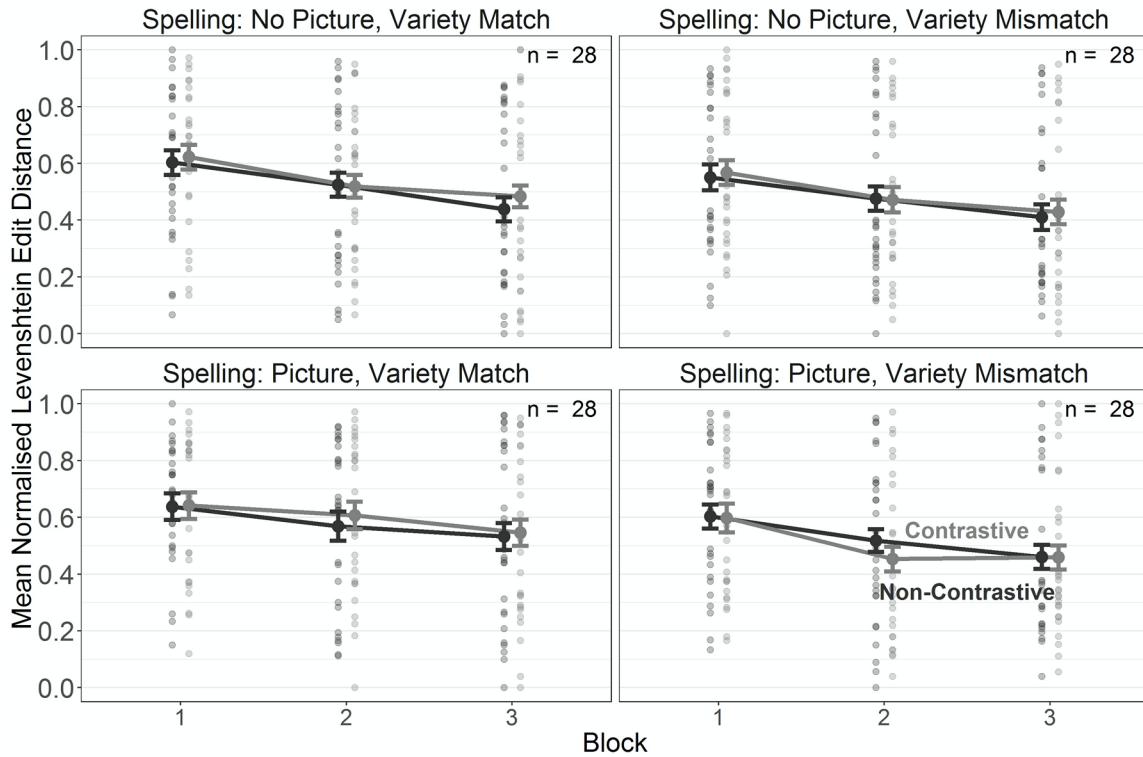 Spelling: No Picture, Variety Match
Spelling: No Picture, Variety Mismatch
n = 28
n = 28
1.0
0.8
0.6
0.4
0.2
0.0
Spelling: Picture, Variety Match
Spelling: Picture, Variety Mismatch
n = 28
n = 28
1.0
0.8
0.6
0.4
0.2
0.0
Contrastive
Non-Contrastive
1 2 3
1 2 3
Block
Mean Normalised Levenshtein Edit Distance